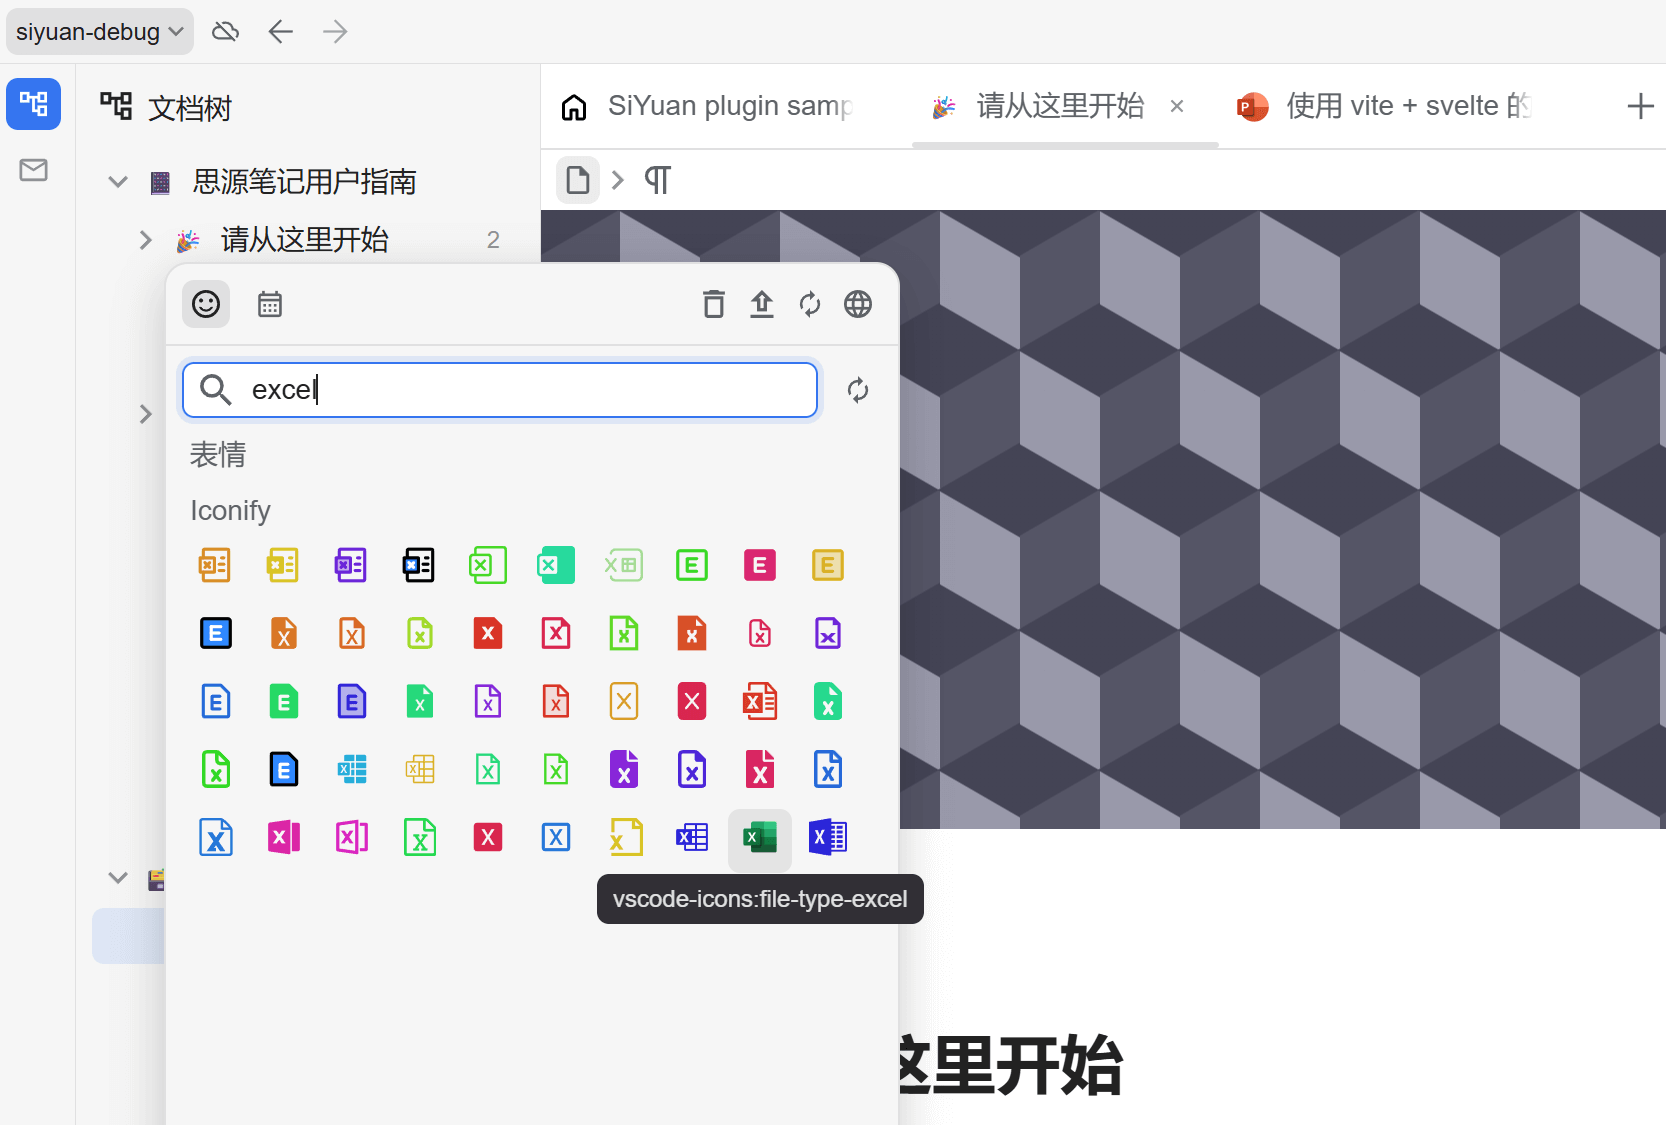 siyuan-debug
文档树
SiYuan plugin samp
请从这里开始
使用 vite + svelte 的
思源笔记用户指南
请从这里开始 2
excel
表情
Iconify
vscode-icons:file-type-excel
这里开始